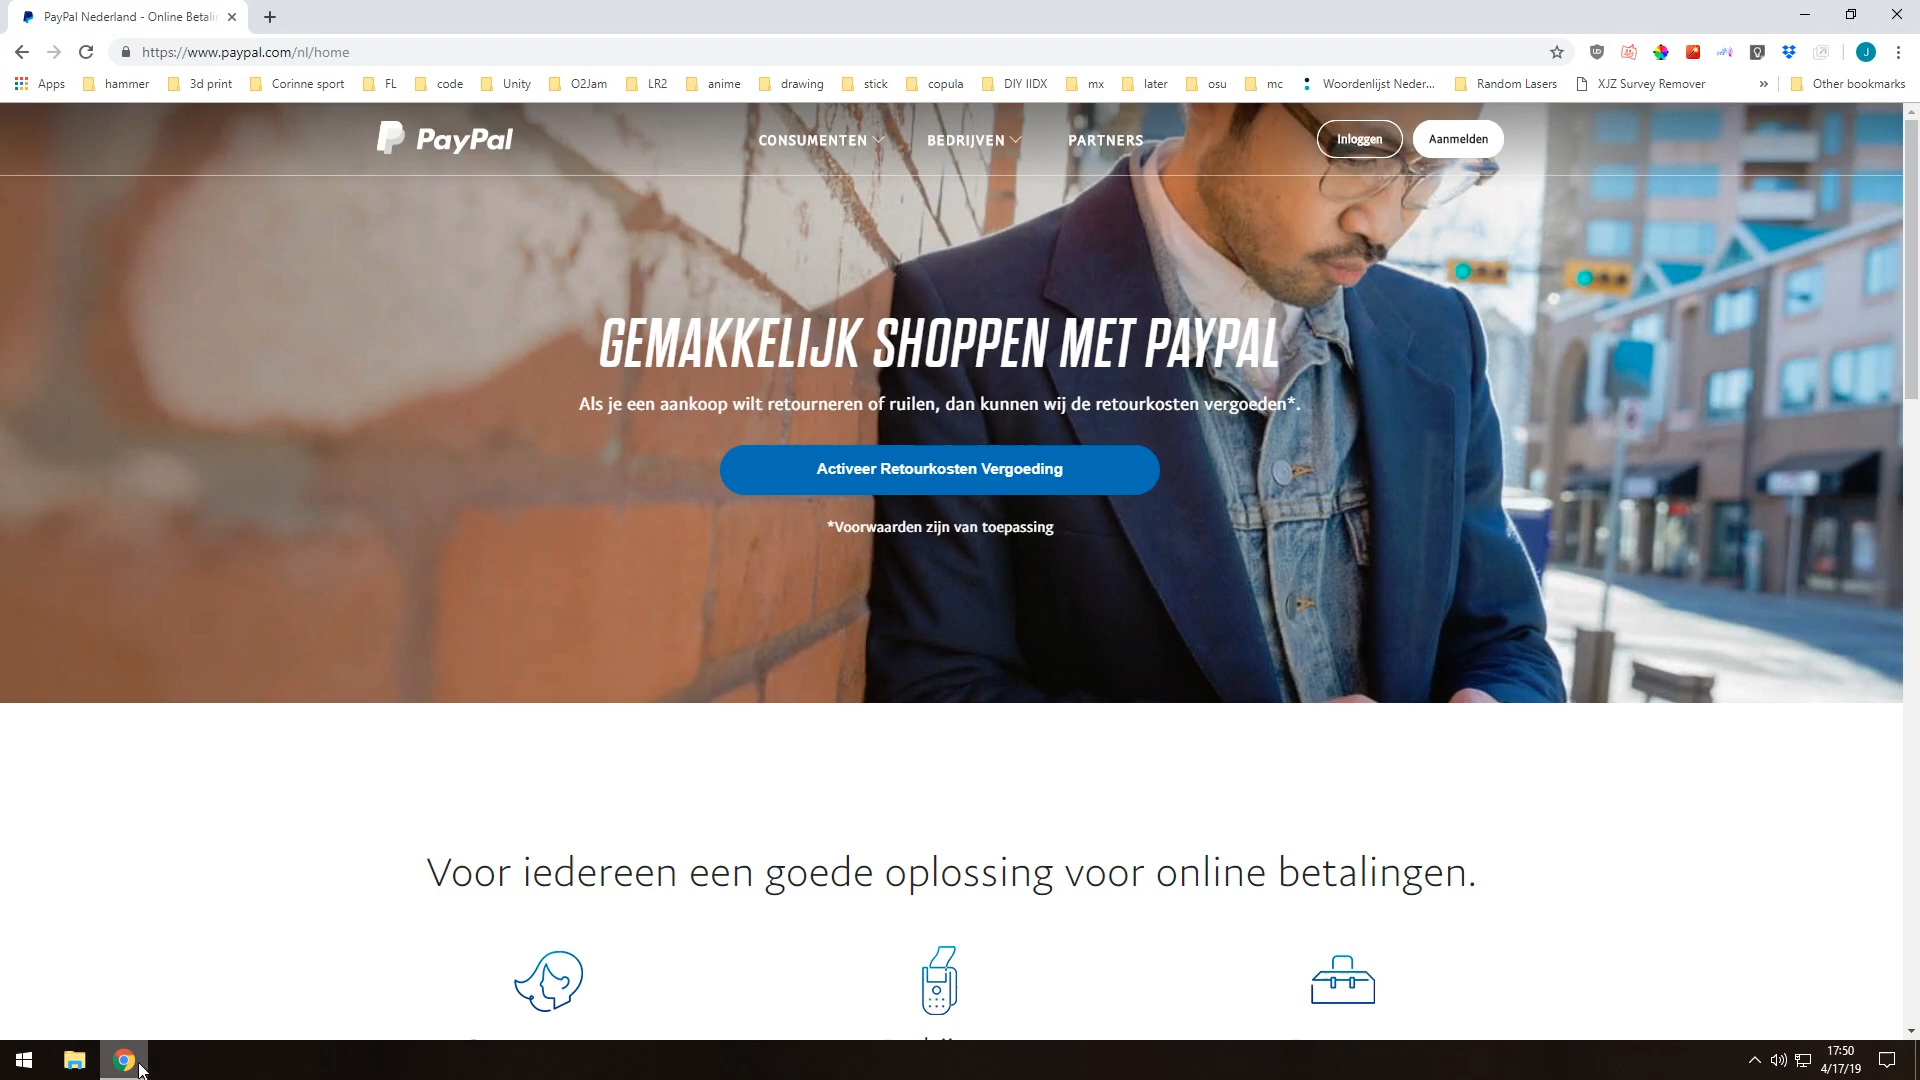 PayPal Nederland - Online Betalin
https://www.paypal.com/nl/home
Apps hammer 3d print Corinne sport FL code Unity O2Jam LR2 anime drawing stick copula DIY IIDX mx later osu mc Woordenlijst Neder... Random Lasers XJZ Survey Remover » Other bookmarks
J
PayPal CONSUMENTEN BEDRIJVEN PARTNERS Inloggen Aanmelden
GEMAKKELIJK SHOPPEN MET PAYPAL
Als je een aankoop wilt retourneren of ruilen, dan kunnen wij de retourkosten vergoeden*.
Activeer Retourkosten Vergoeding
*Voorwaarden zijn van toepassing
Voor iedereen een goede oplossing voor online betalingen.
17:50
4/17/19